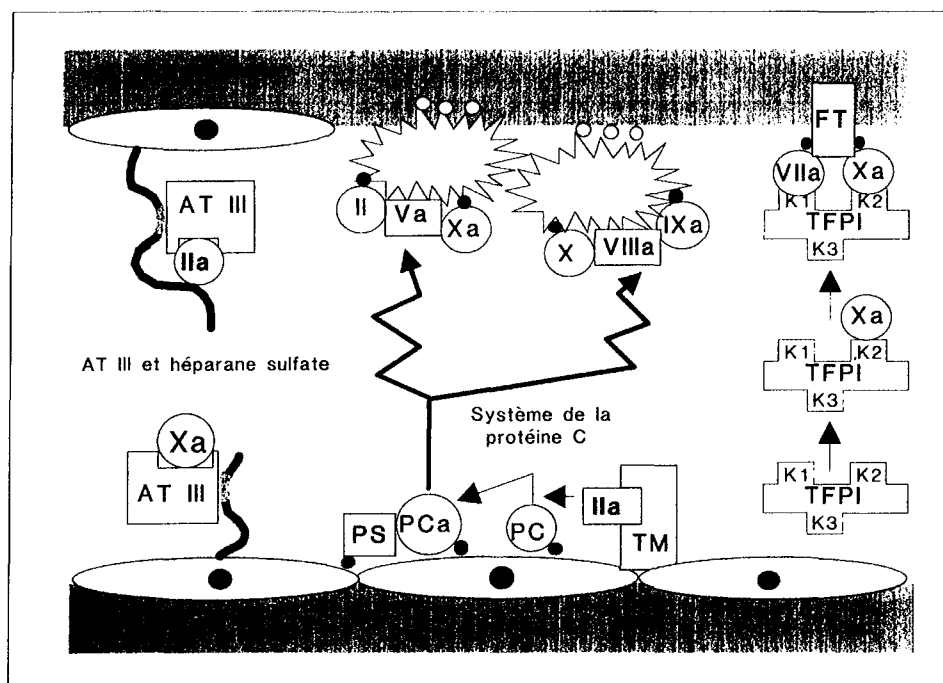 AT III
IIa
AT III et héparane sulfate
Xa
AT III
II
Va
Xa
X
VIIIa
IXa
Système de la
protéine C
PS
PCa
PC
IIa
TM
FT
VIIa
Xa
K1
K2
TFPI
K3
Xa
K1
K2
TFPI
K3
K1
K2
TFPI
K3